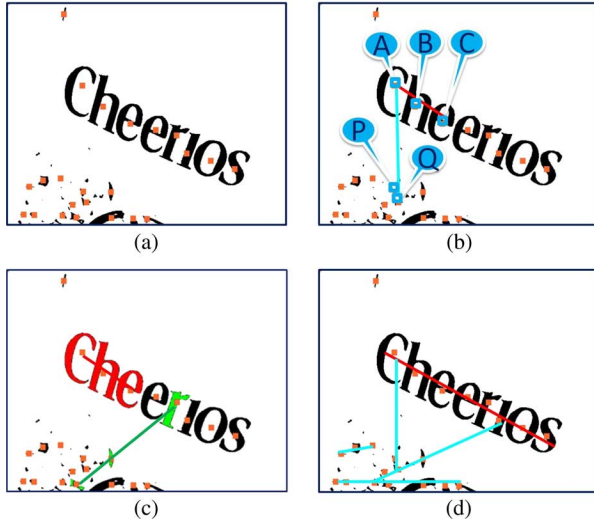 Cheerios
(a)
A B C
Cheerios
P Q
(b)
Cheerios
(c)
Cheerios
(d)